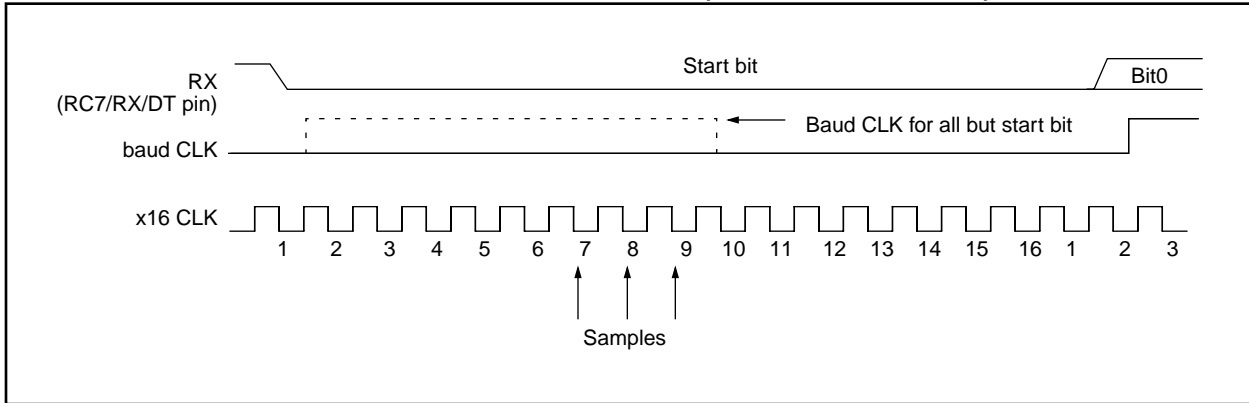 Start bit
RX
(RC7/RX/DT pin)
Bit0
Baud CLK for all but start bit
baud CLK
x16 CLK
1 2 3 4 5 6 7 8 9 10 11 12 13 14 15 16 1 2 3
Samples